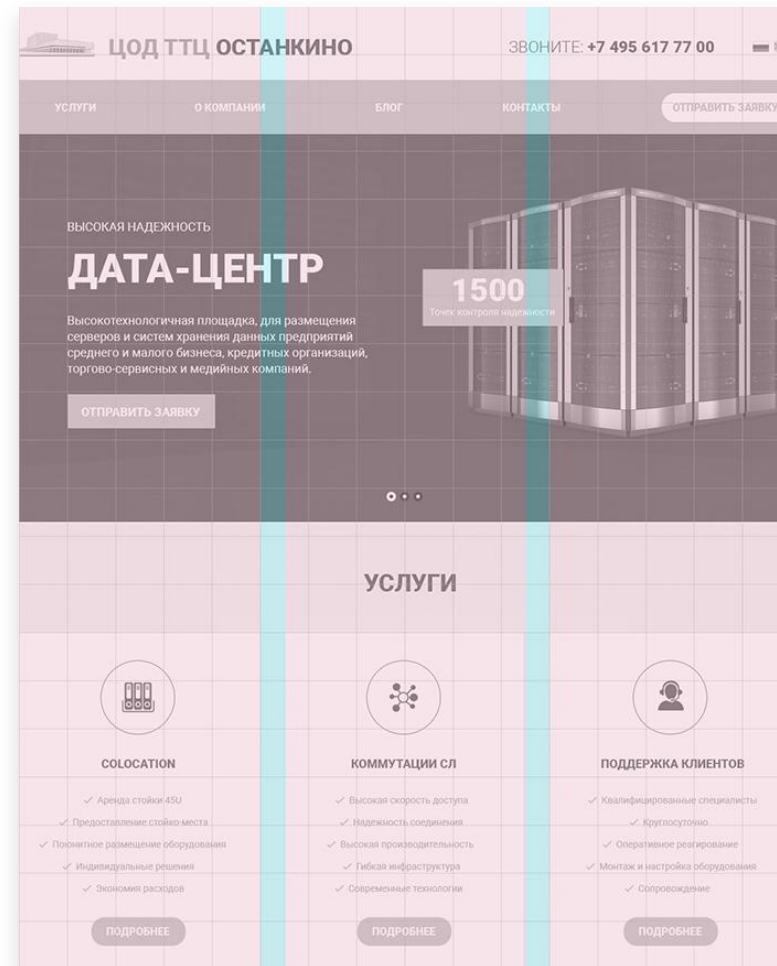 ЦОД ТТЦ ОСТАНКИНО
ЗВОНИТЕ: +7 495 617 77 00
УСЛУГИ
О КОМПАНИИ
БЛОГ
КОНТАКТЫ
ОТПРАВИТЬ ЗАЯВКУ
ВЫСОКАЯ НАДЕЖНОСТЬ
ДАТА-ЦЕНТР
1500
Точек контроля надежности
Высокотехнологичная площадка, для размещения
серверов и систем хранения данных предприятий
среднего и малого бизнеса, кредитных организаций,
торгово-сервисных и медийных компаний.
ОТПРАВИТЬ ЗАЯВКУ
УСЛУГИ
COLOCATION
Аренда стойки 45U
Предоставление стойко-места
Поюнитное размещение оборудования
Индивидуальные решения
Экономия расходов
ПОДРОБНЕЕ
КОММУТАЦИИ СЛ
Высокая скорость доступа
Надежность соединения
Высокая производительность
Гибкая инфраструктура
Современные технологии
ПОДРОБНЕЕ
ПОДДЕРЖКА КЛИЕНТОВ
Квалифицированные специалисты
Круглосуточно
Оперативное реагирование
Монтаж и настройка оборудования
Сопровождение
ПОДРОБНЕЕ